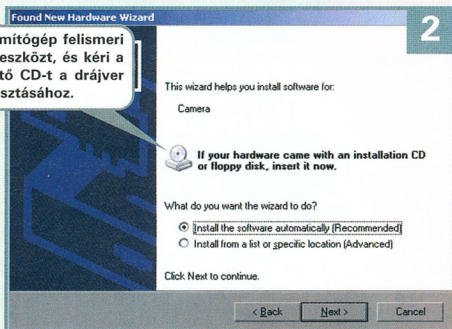 Found New Hardware Wizard
2
mítógép felismeri
eszközt, és kéri a
tő CD-t a drájver
sztásához.
This wizard helps you install software for:
Camera
If your hardware came with an installation CD
or floppy disk, insert it now.
What do you want the wizard to do?
Install the software automatically (Recommended)
Install from a list or specific location (Advanced)
Click Next to continue.
< Back
Next >
Cancel